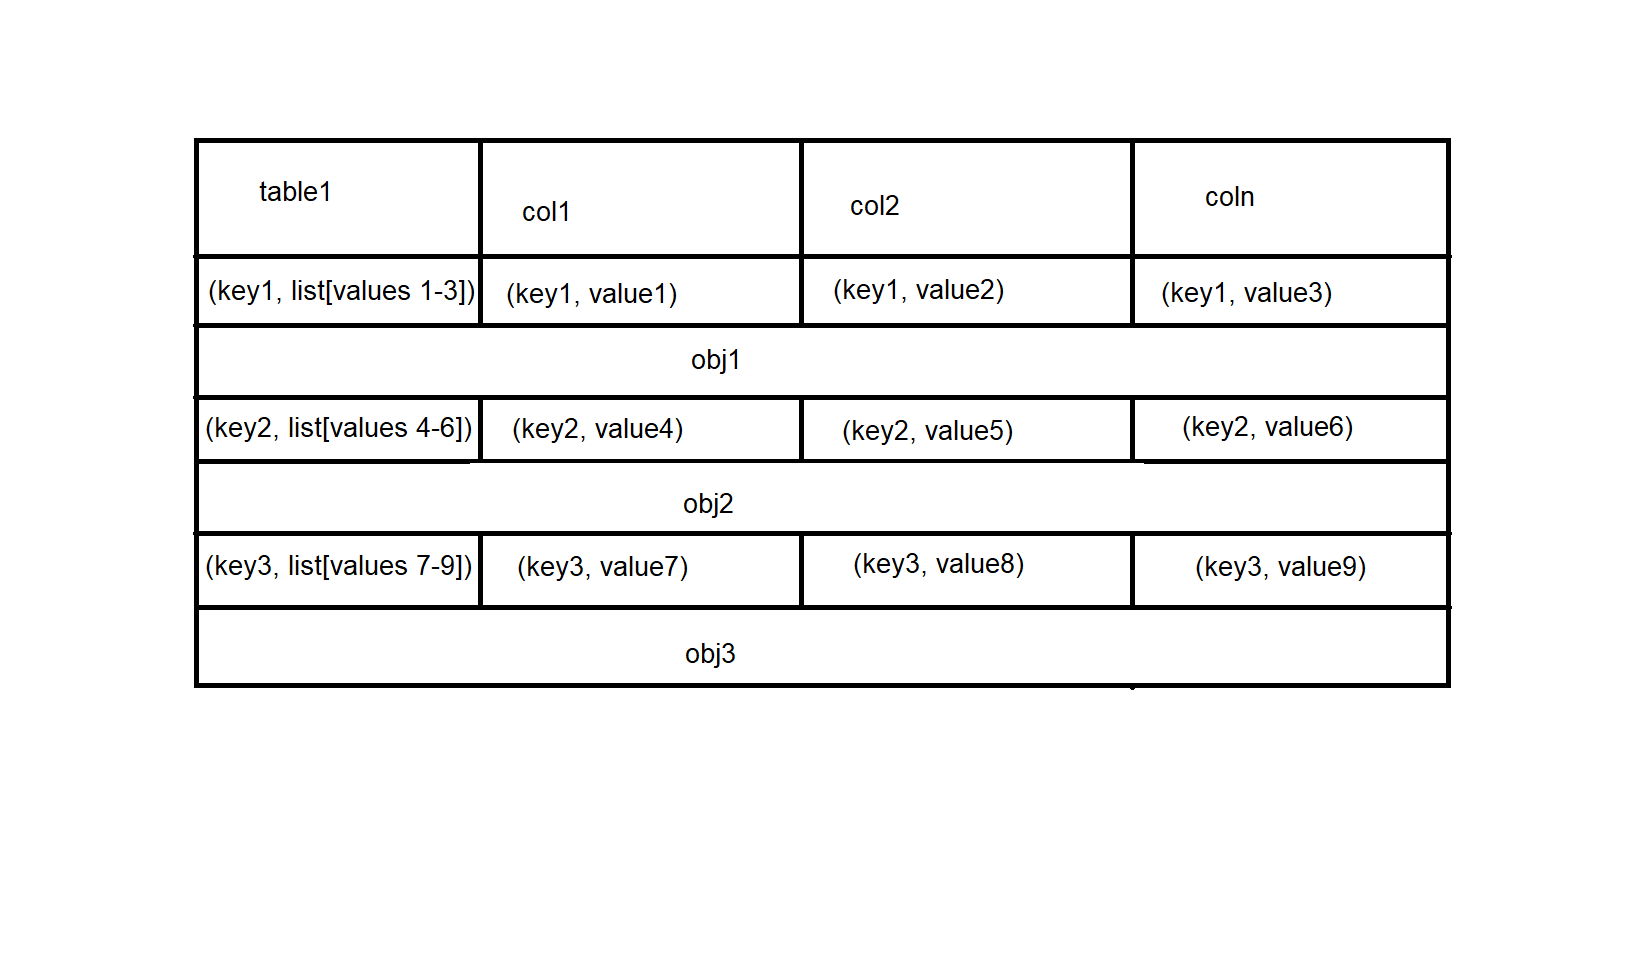 table1 col1 col2 coln
(key1, list[values 1-3]) (key1, value1) (key1, value2) (key1, value3)
obj1
(key2, list[values 4-6]) (key2, value4) (key2, value5) (key2, value6)
obj2
(key3, list[values 7-9]) (key3, value7) (key3, value8) (key3, value9)
obj3